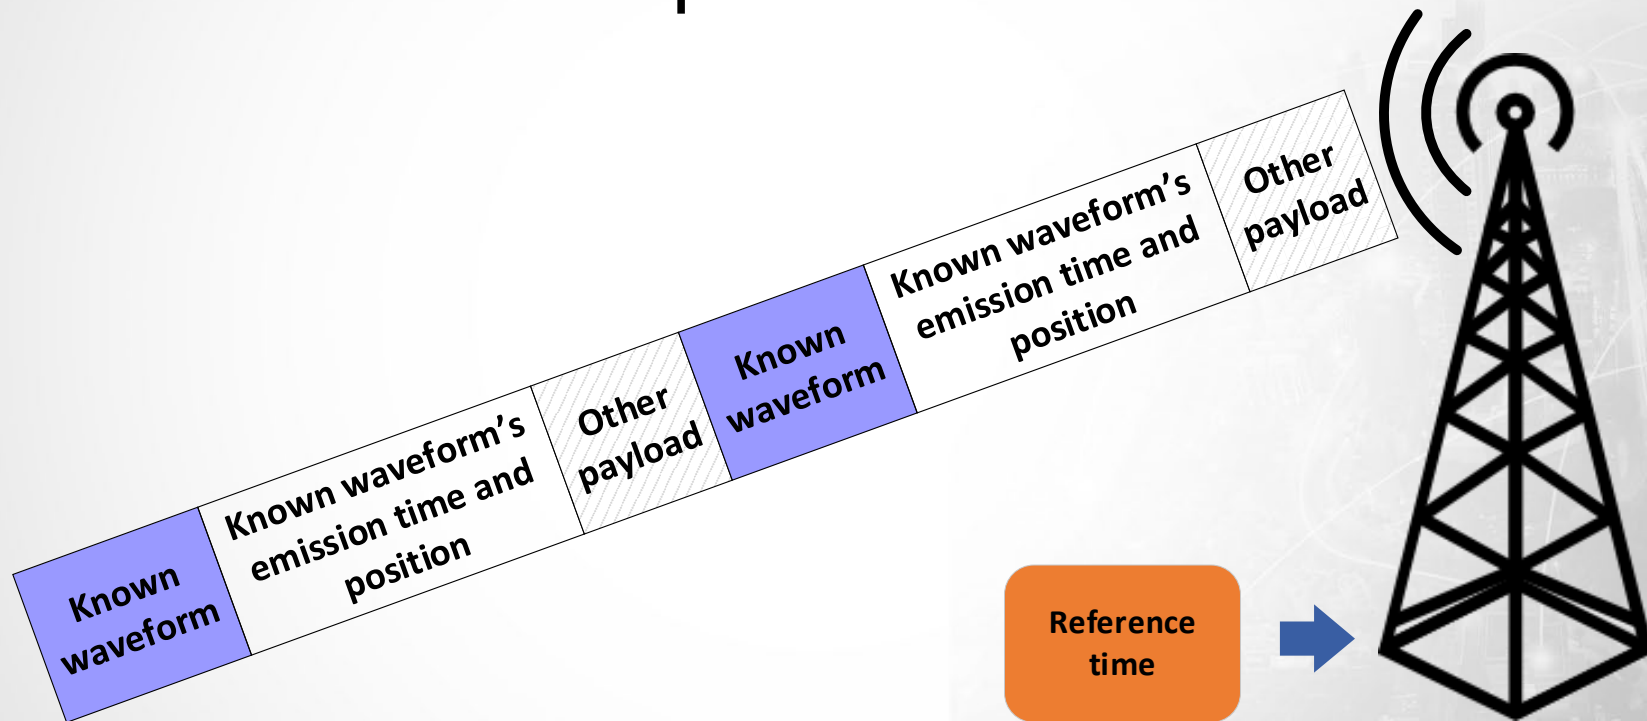 Known
waveform
Known waveform’s
emission time and
position
Other
payload
Known
waveform
Known waveform’s
emission time and
position
Other
payload
Reference
time